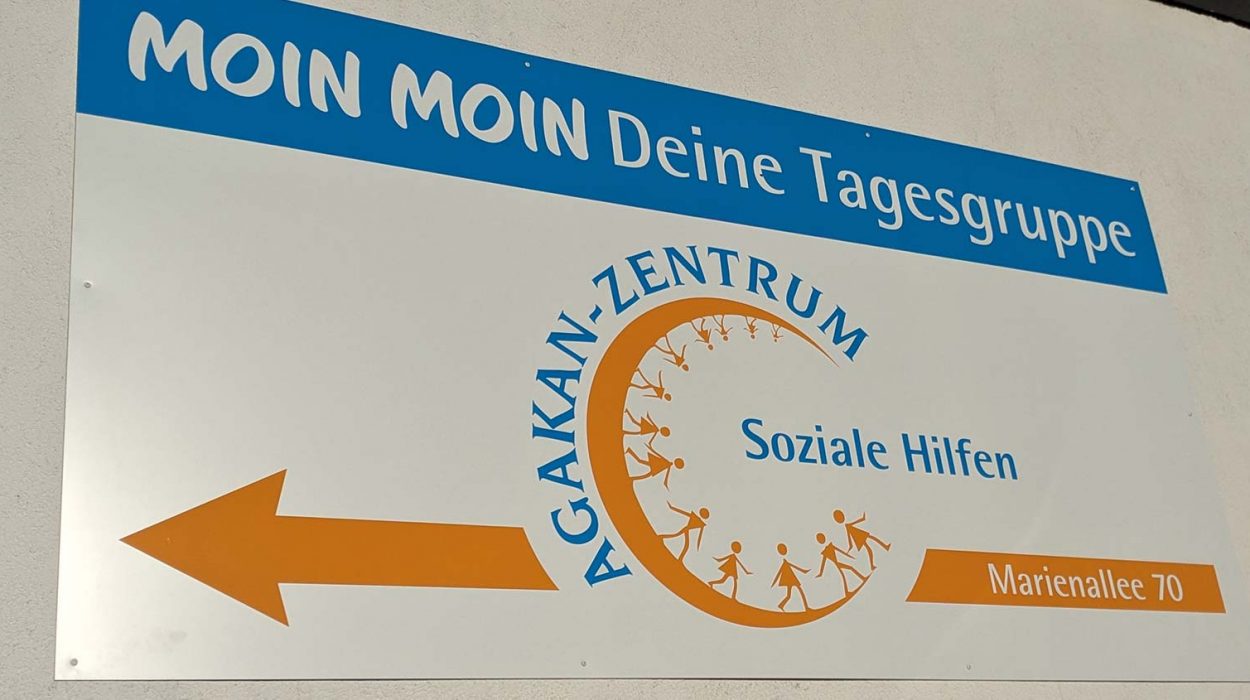 MOIN MOIN Deine Tagesgruppe
AGAKAN-ZENTRUM
Soziale Hilfen
Marienallee 70